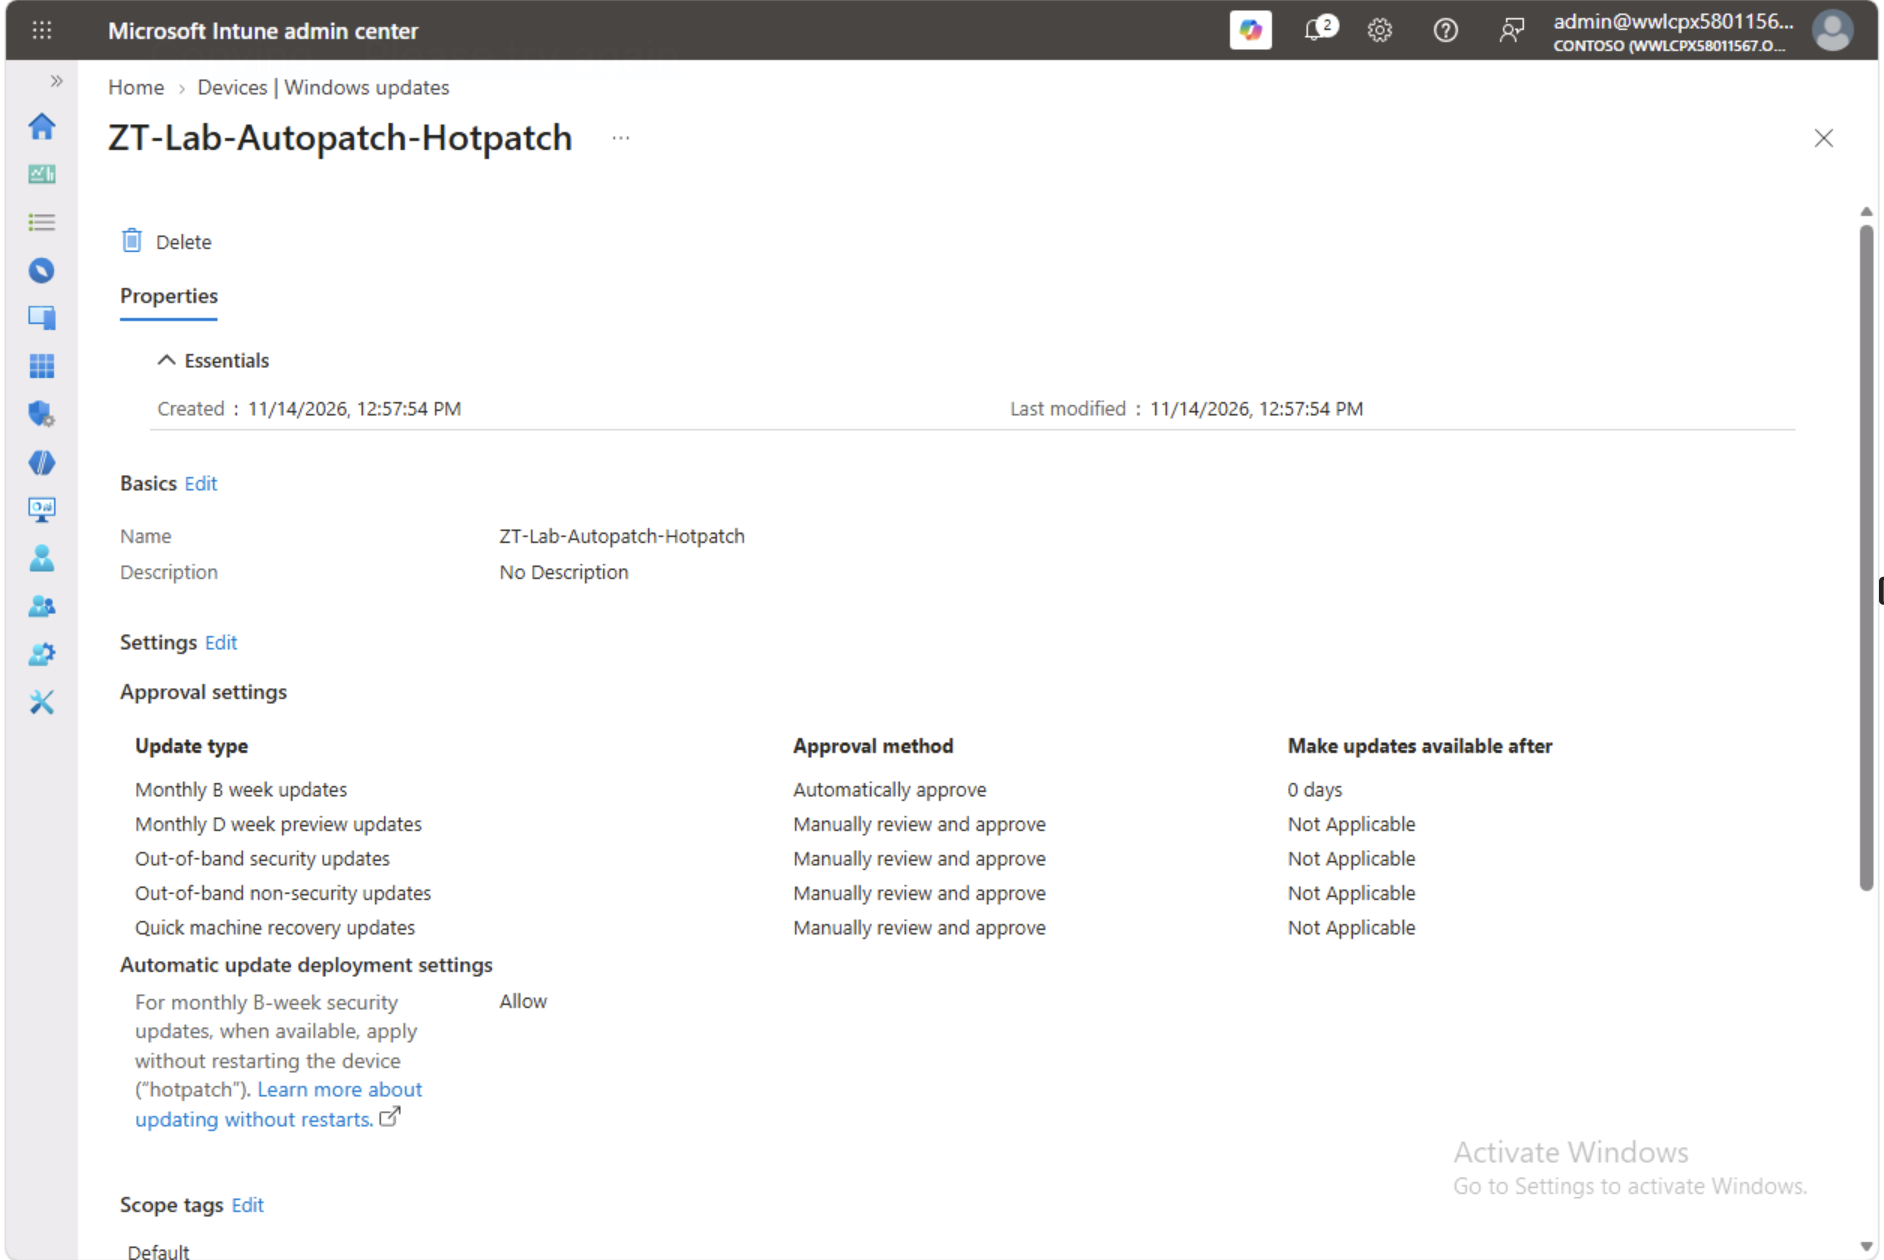 Microsoft Intune admin center
2
admin@wwlcpx5801156...
CONTOSO (WWLCPX58011567.O...
Home > Devices | Windows updates
ZT-Lab-Autopatch-Hotpatch ...
Delete
Properties
Essentials
Created : 11/14/2026, 12:57:54 PM
Last modified : 11/14/2026, 12:57:54 PM
Basics Edit
Name ZT-Lab-Autopatch-Hotpatch
Description No Description
Settings Edit
Approval settings
Update type Approval method Make updates available after
Monthly B week updates Automatically approve 0 days
Monthly D week preview updates Manually review and approve Not Applicable
Out-of-band security updates Manually review and approve Not Applicable
Out-of-band non-security updates Manually review and approve Not Applicable
Quick machine recovery updates Manually review and approve Not Applicable
Automatic update deployment settings
For monthly B-week security Allow
updates, when available, apply
without restarting the device
(“hotpatch”). Learn more about
updating without restarts.
Activate Windows
Go to Settings to activate Windows.
Scope tags Edit
Default